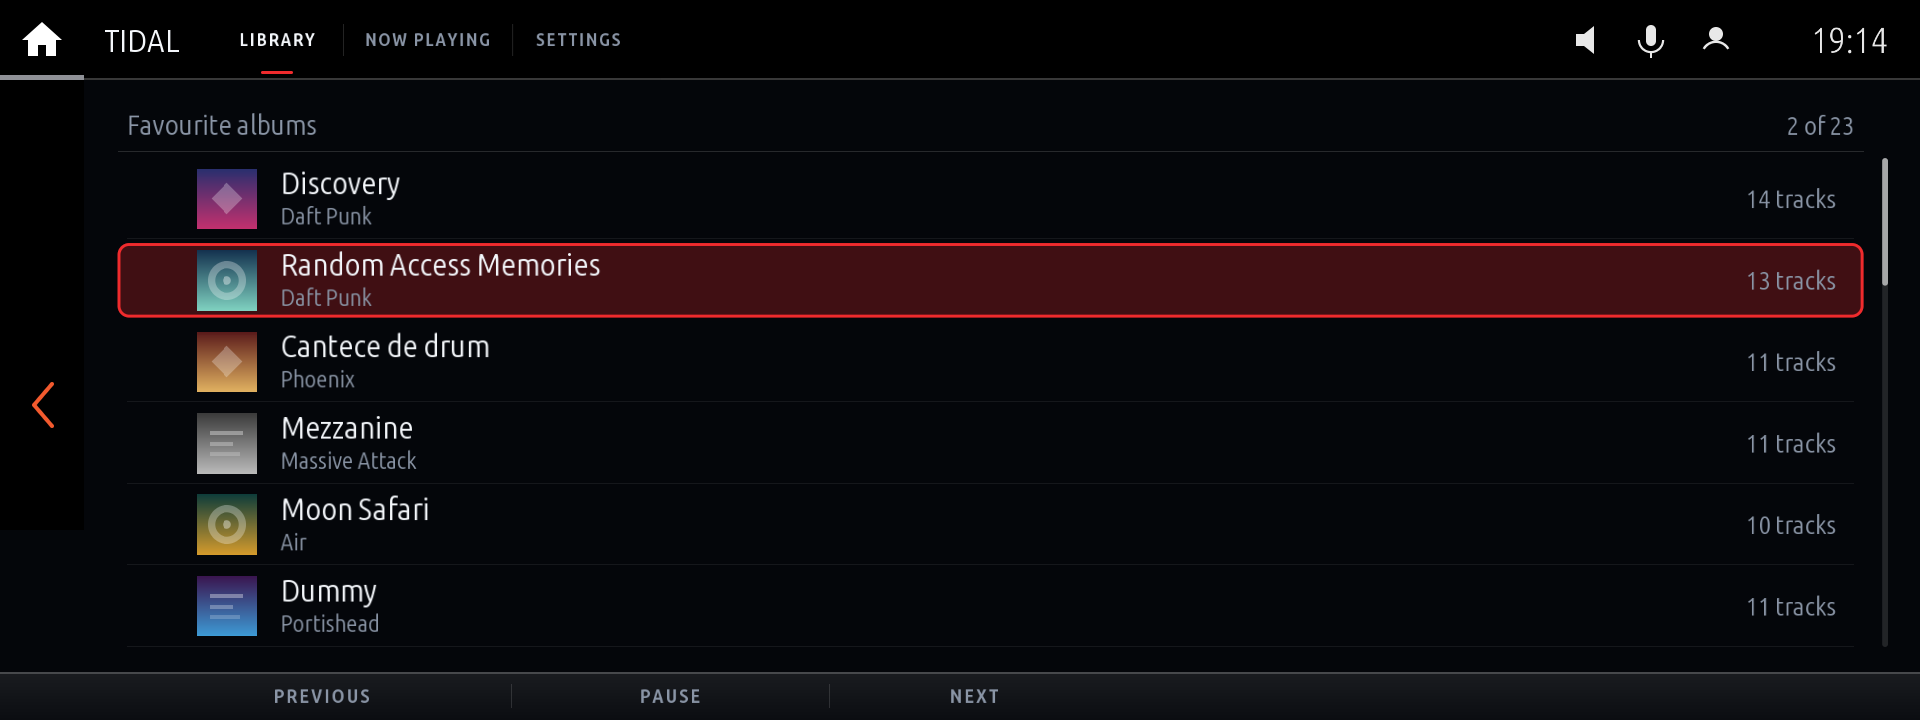 TIDAL
LIBRARY
NOW PLAYING
SETTINGS
19:14
Favourite albums
2 of 23
Discovery
Daft Punk
14 tracks
Random Access Memories
Daft Punk
13 tracks
Cantece de drum
Phoenix
11 tracks
Mezzanine
Massive Attack
11 tracks
Moon Safari
Air
10 tracks
Dummy
Portishead
11 tracks
PREVIOUS
PAUSE
NEXT